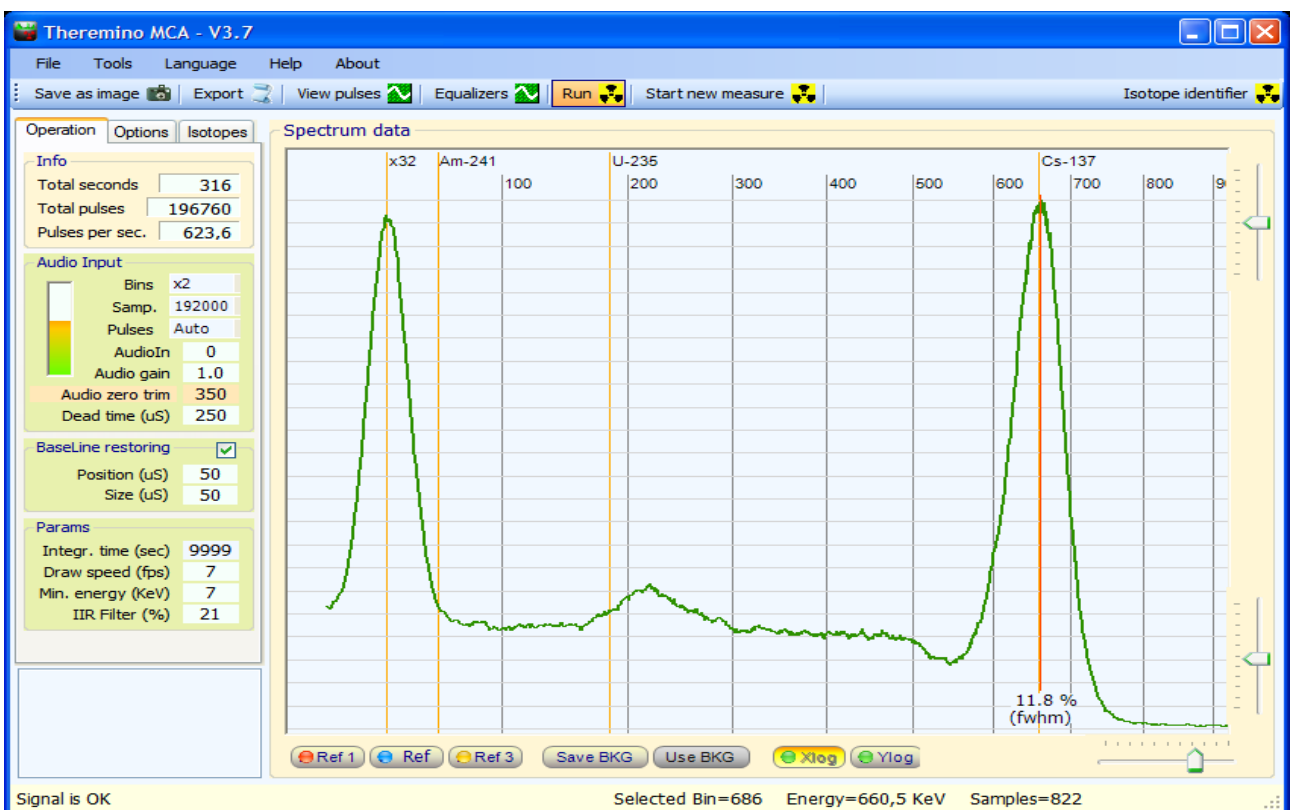 Theremino MCA - V3.7
File Tools Language Help About
Save as image Export View pulses Equalizers Run Start new measure Isotope identifier
Operation Options Isotopes
Info
Total seconds 316
Total pulses 196760
Pulses per sec. 623,6
Audio Input
Bins x2
Samp. 192000
Pulses Auto
AudioIn 0
Audio gain 1.0
Audio zero trim 350
Dead time (uS) 250
BaseLine restoring
Position (uS) 50
Size (uS) 50
Params
Integr. time (sec) 9999
Draw speed (fps) 7
Min. energy (KeV) 7
IIR Filter (%) 21
Spectrum data
x32 Am-241 U-235 Cs-137
100 200 300 400 500 600 700 800
11.8 %
(fwhm)
Ref 1 Ref Ref 3 Save BKG Use BKG Xlog Ylog
Signal is OK Selected Bin=686 Energy=660,5 KeV Samples=822